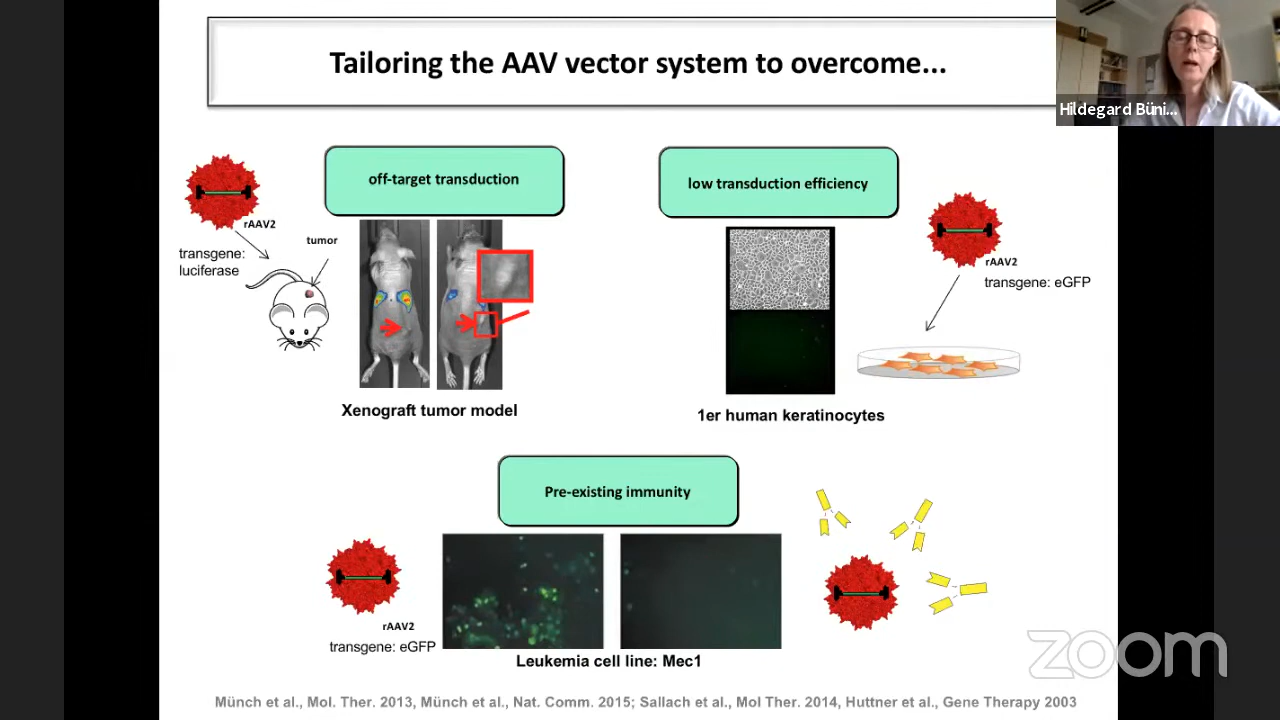 Tailoring the AAV vector system to overcome...
Hildegard Büni...
off-target transduction
low transduction efficiency
rAAV2
transgene:
luciferase
tumor
rAAV2
transgene: eGFP
Xenograft tumor model
1er human keratinocytes
Pre-existing immunity
rAAV2
transgene: eGFP
Leukemia cell line: Mec1
zoom
Münch et al., Mol. Ther. 2013, Münch et al., Nat. Comm. 2015; Sallach et al., Mol Ther. 2014, Huttner et al., Gene Therapy 2003